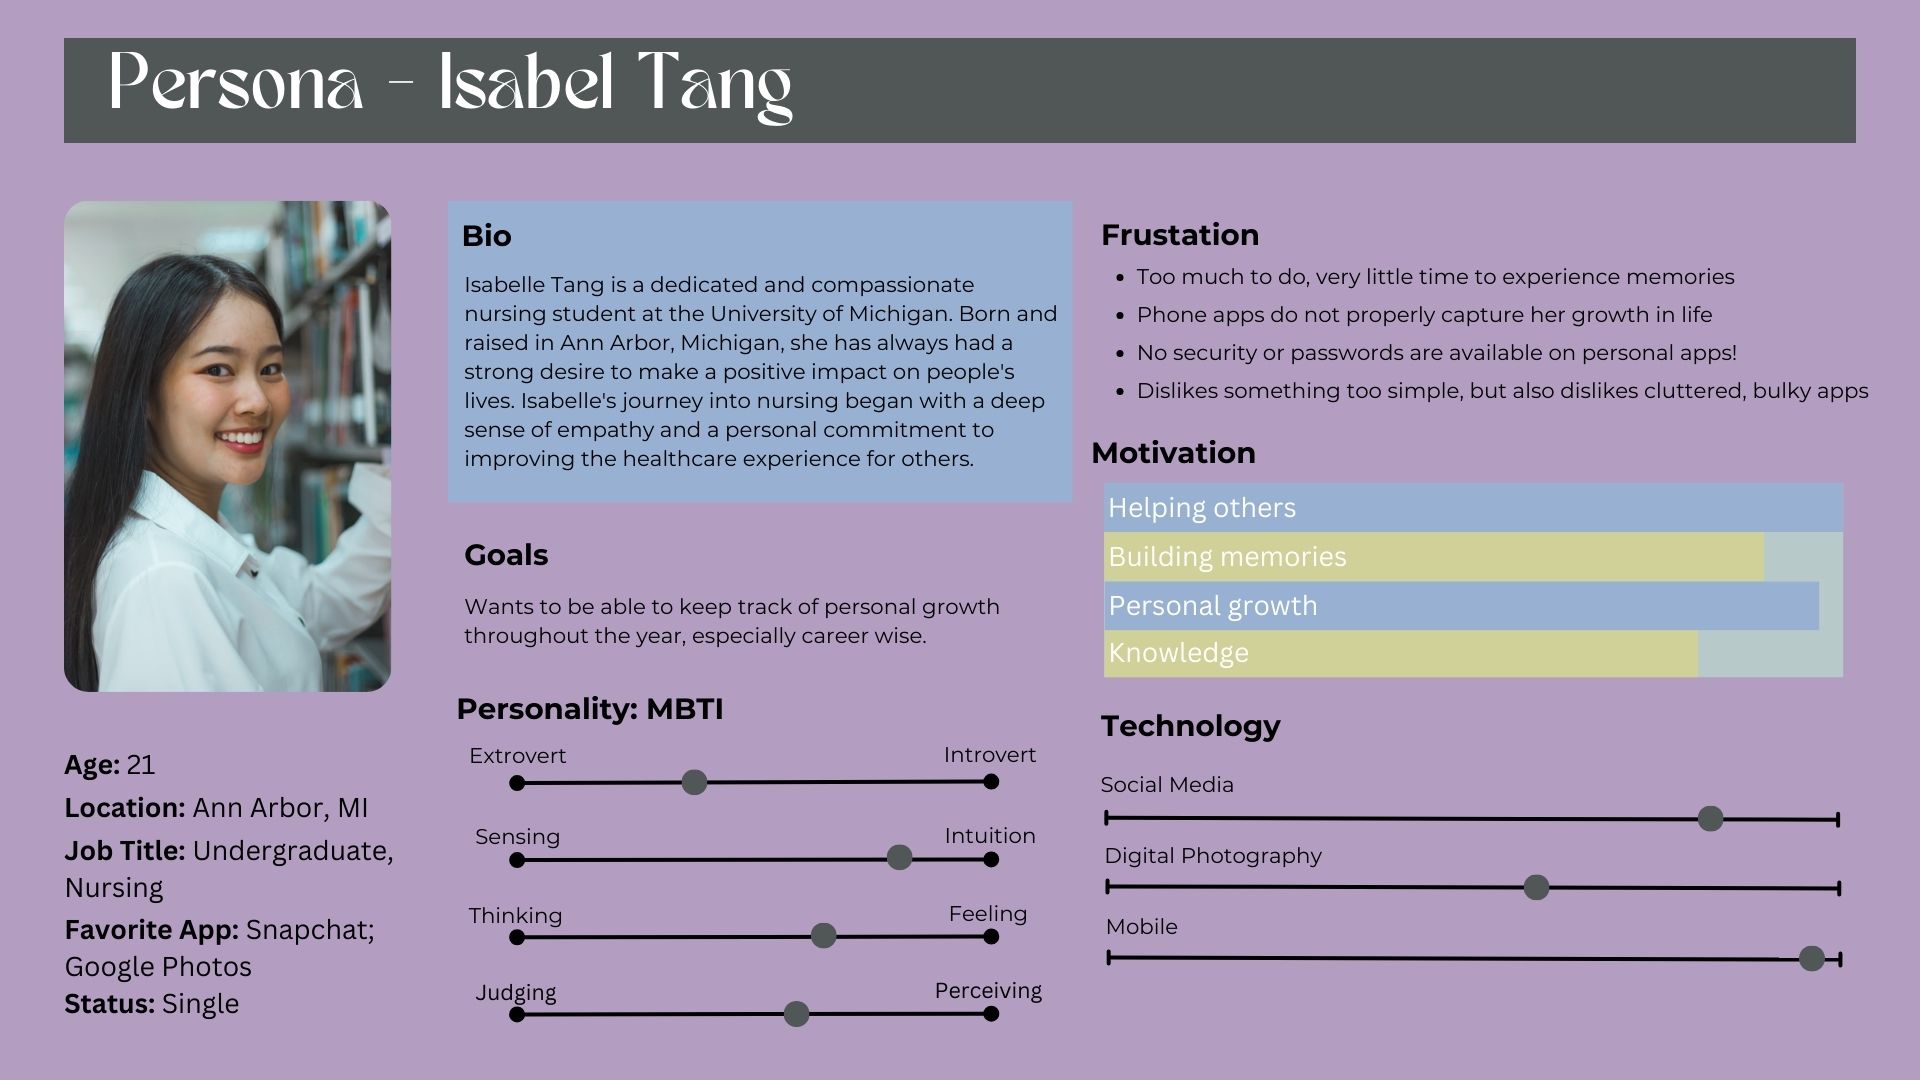 Persona - Isabel Tang
Age: 21
Location: Ann Arbor, MI
Job Title: Undergraduate,
Nursing
Favorite App: Snapchat;
Google Photos
Status: Single
Bio
Isabelle Tang is a dedicated and compassionate
nursing student at the University of Michigan. Born and
raised in Ann Arbor, Michigan, she has always had a
strong desire to make a positive impact on people's
lives. Isabelle's journey into nursing began with a deep
sense of empathy and a personal commitment to
improving the healthcare experience for others.
Goals
Wants to be able to keep track of personal growth
throughout the year, especially career wise.
Personality: MBTI
Extrovert Introvert
Sensing Intuition
Thinking Feeling
Judging Perceiving
Frustation
• Too much to do, very little time to experience memories
• Phone apps do not properly capture her growth in life
• No security or passwords are available on personal apps!
• Dislikes something too simple, but also dislikes cluttered, bulky apps
Motivation
Helping others
Building memories
Personal growth
Knowledge
Technology
Social Media
Digital Photography
Mobile